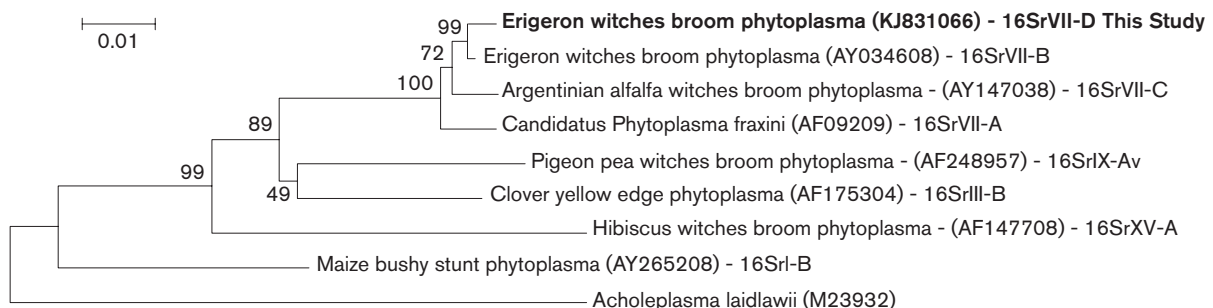 Erigeron witches broom phytoplasma (KJ831066) - 16SrVII-D This Study
99
0.01
72
Erigeron witches broom phytoplasma (AY034608) - 16SrVII-B
100
Argentinian alfalfa witches broom phytoplasma - (AY147038) - 16SrVII-C
89
Candidatus Phytoplasma fraxini (AF09209) - 16SrVII-A
99
Pigeon pea witches broom phytoplasma - (AF248957) - 16SrIX-Av
49
Clover yellow edge phytoplasma (AF175304) - 16SrIII-B
Hibiscus witches broom phytoplasma - (AF147708) - 16SrXV-A
Maize bushy stunt phytoplasma (AY265208) - 16SrI-B
Acholeplasma laidlawii (M23932)